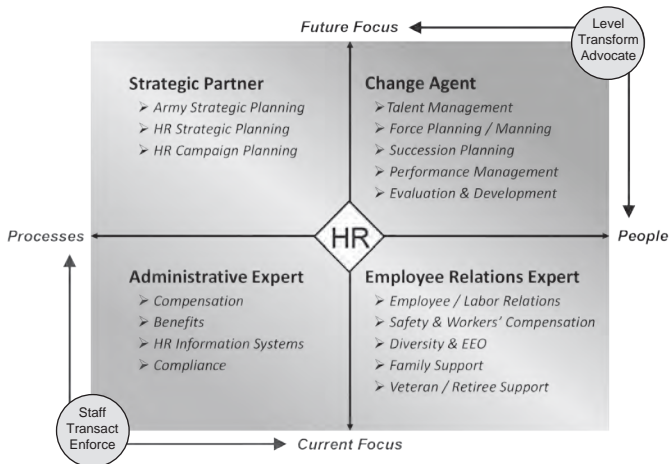 Future Focus
Level
Transform
Advocate
Strategic Partner
➢ Army Strategic Planning
➢ HR Strategic Planning
➢ HR Campaign Planning
Change Agent
➢ Talent Management
➢ Force Planning / Manning
➢ Succession Planning
➢ Performance Management
➢ Evaluation & Development
Processes
HR
People
Administrative Expert
➢ Compensation
➢ Benefits
➢ HR Information Systems
➢ Compliance
Employee Relations Expert
➢ Employee / Labor Relations
➢ Safety & Workers' Compensation
➢ Diversity & EEO
➢ Family Support
➢ Veteran / Retiree Support
Staff
Transact
Enforce
Current Focus